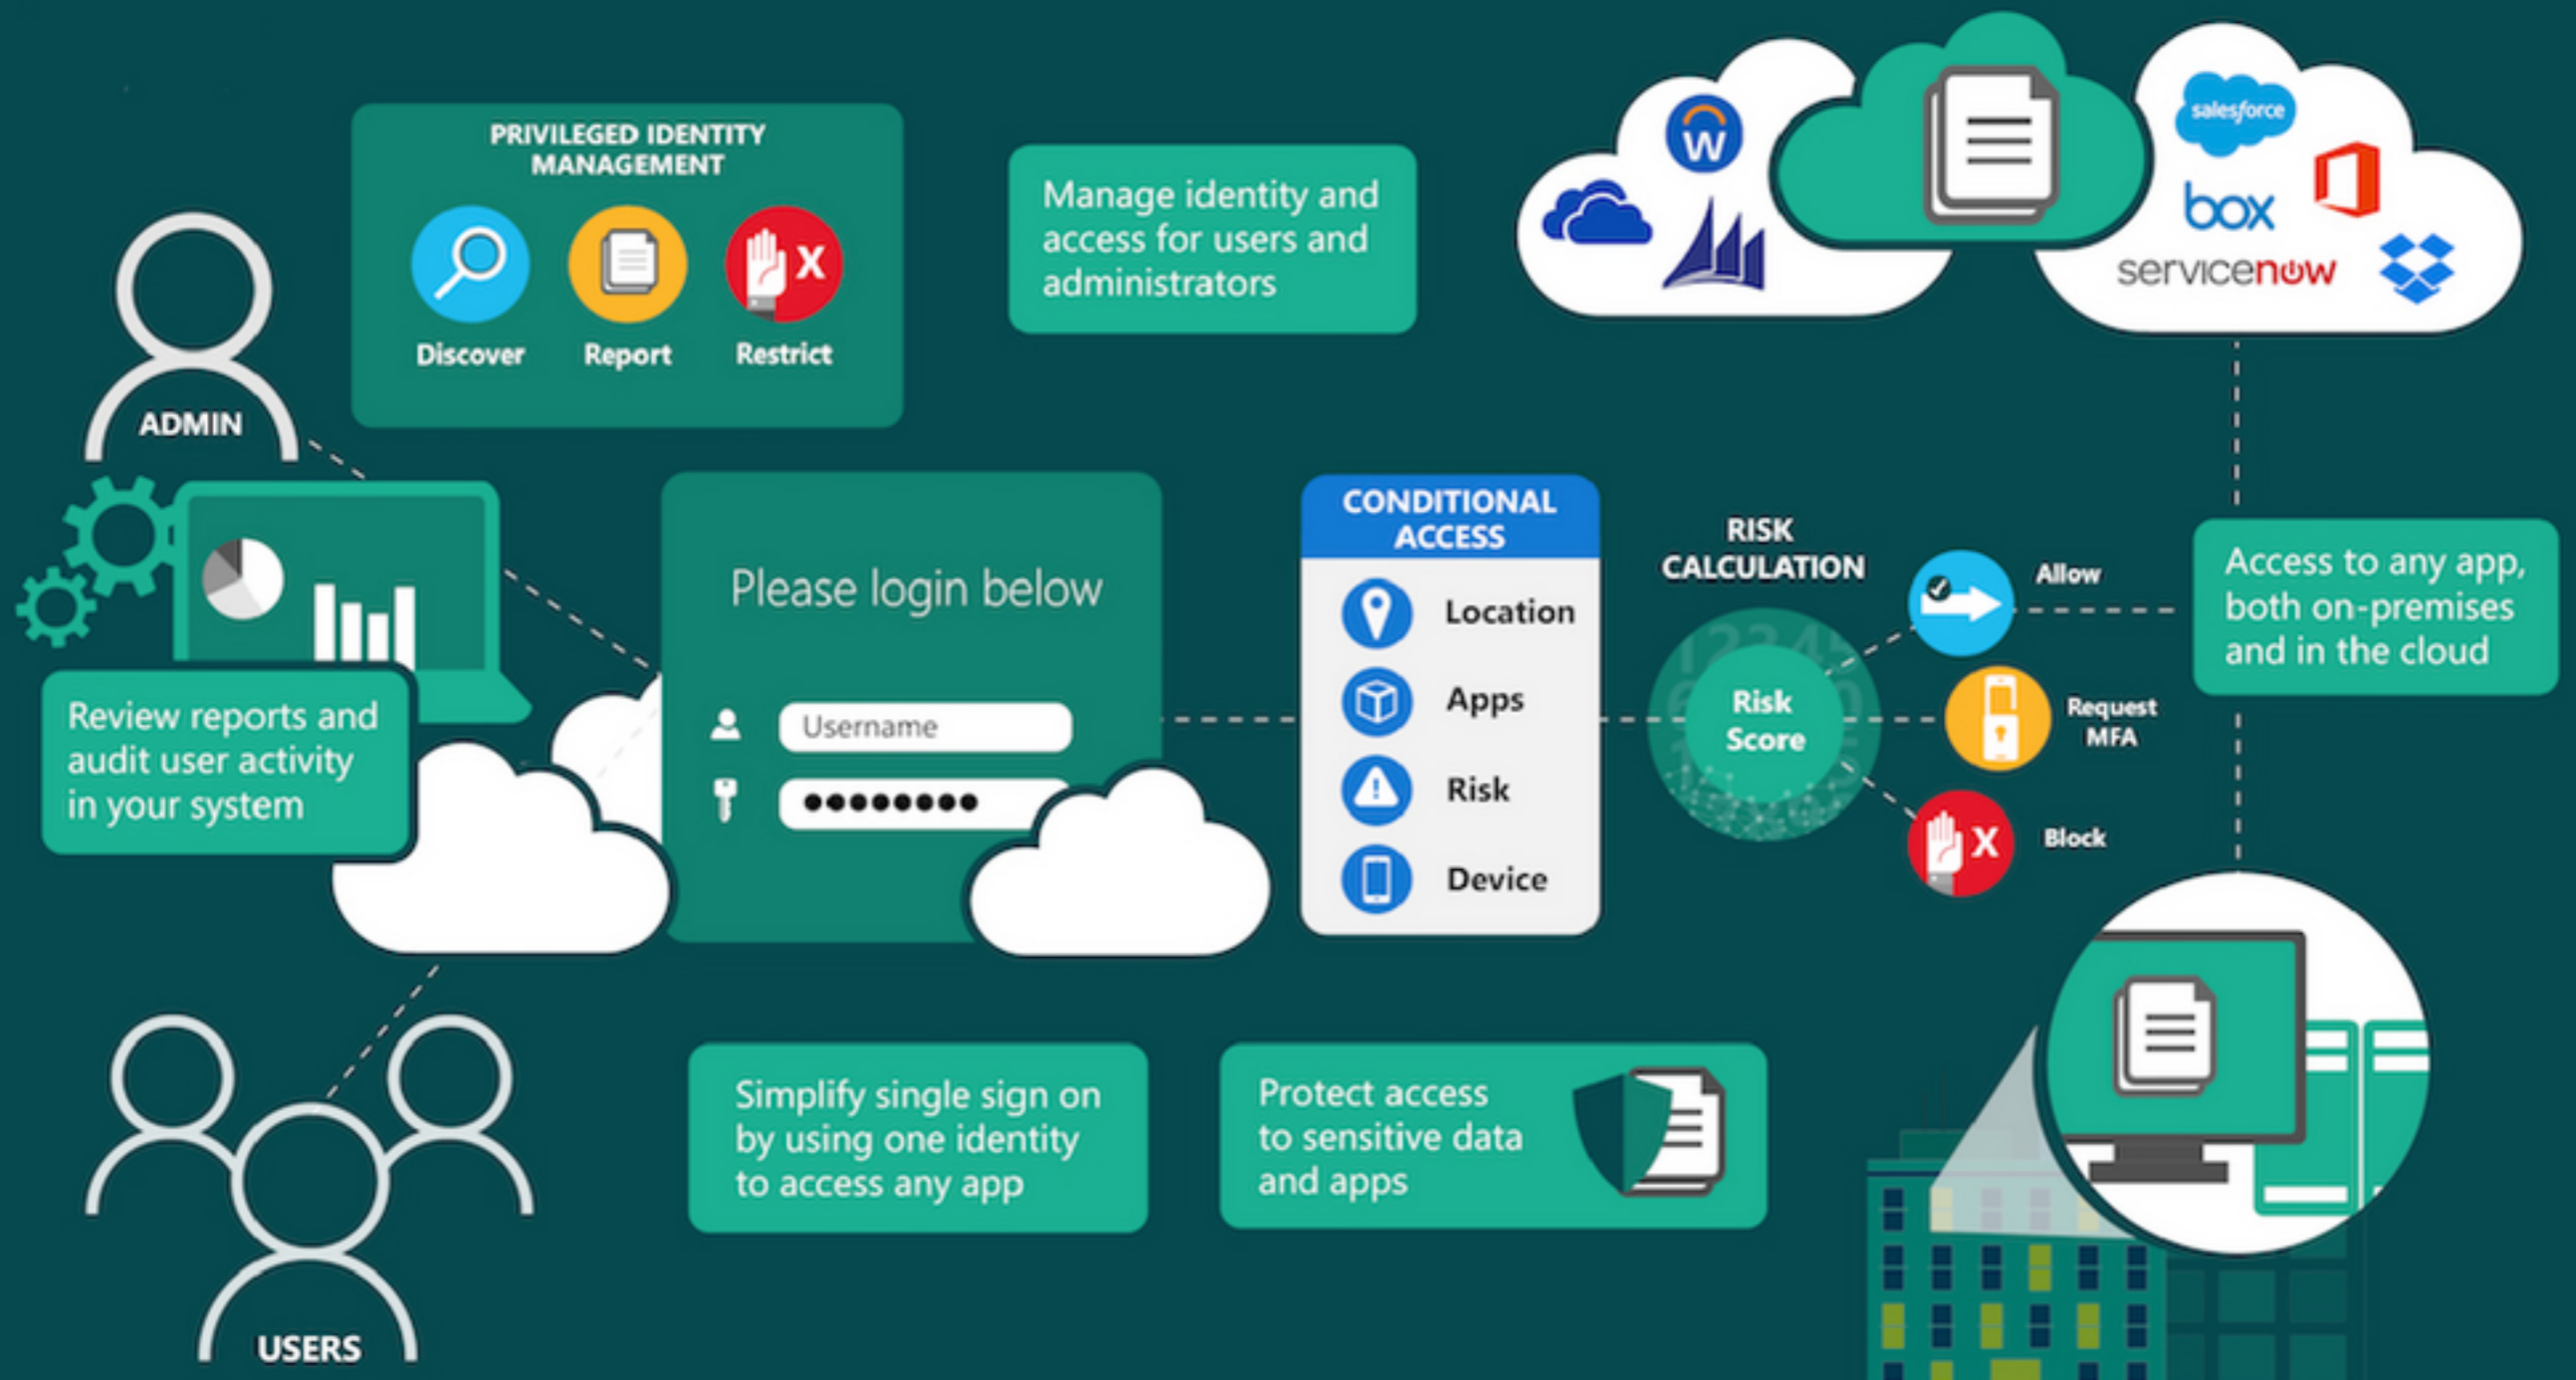 PRIVILEGED IDENTITY
MANAGEMENT
Discover
Report
Restrict
ADMIN
Manage identity and
access for users and
administrators
W
salesforce
box
servicenow
Review reports and
audit user activity
in your system
Please login below
Username
CONDITIONAL
ACCESS
Location
Apps
Risk
Device
RISK
CALCULATION
Risk
Score
Allow
Request
MFA
X
Block
Access to any app,
both on-premises
and in the cloud
USERS
Simplify single sign on
by using one identity
to access any app
Protect access
to sensitive data
and apps